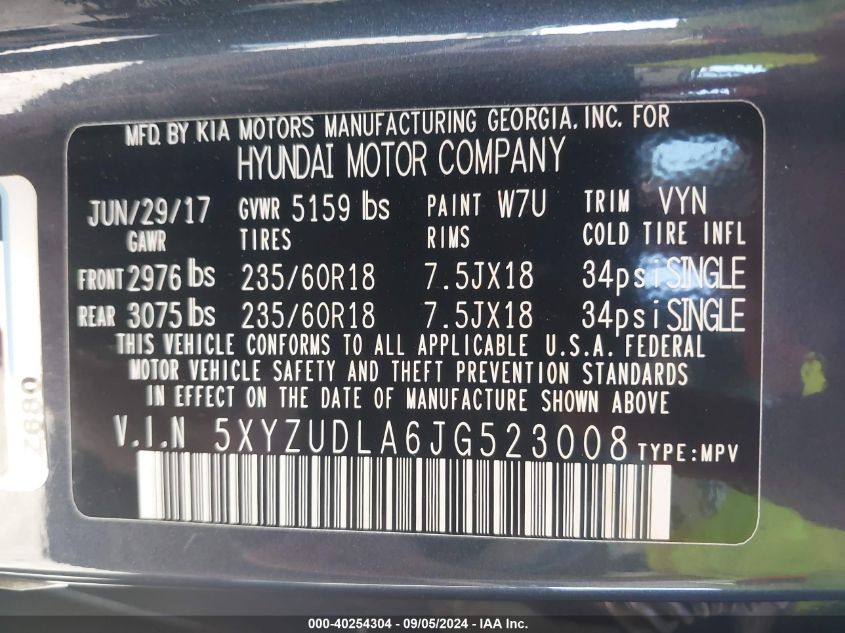 MFD. BY KIA MOTORS MANUFACTURING GEORGIA, INC. FOR
HYUNDAI MOTOR COMPANY
JUN/29/17 GVWR 5159 lbs PAINT W7U TRIM VYN
GAWR TIRES RIMS COLD TIRE INFL
FRONT 2976 lbs 235/60R18 7.5JX18 34psi SINGLE
REAR 3075 lbs 235/60R18 7.5JX18 34psi SINGLE
THIS VEHICLE CONFORMS TO ALL APPLICABLE U.S.A. FEDERAL
MOTOR VEHICLE SAFETY AND THEFT PREVENTION STANDARDS
IN EFFECT ON THE DATE OF MANUFACTURE SHOWN ABOVE
V.I.N 5XYZUDLA6JG523008 TYPE:MPV
000-40254304 - 09/05/2024 - IAA Inc.